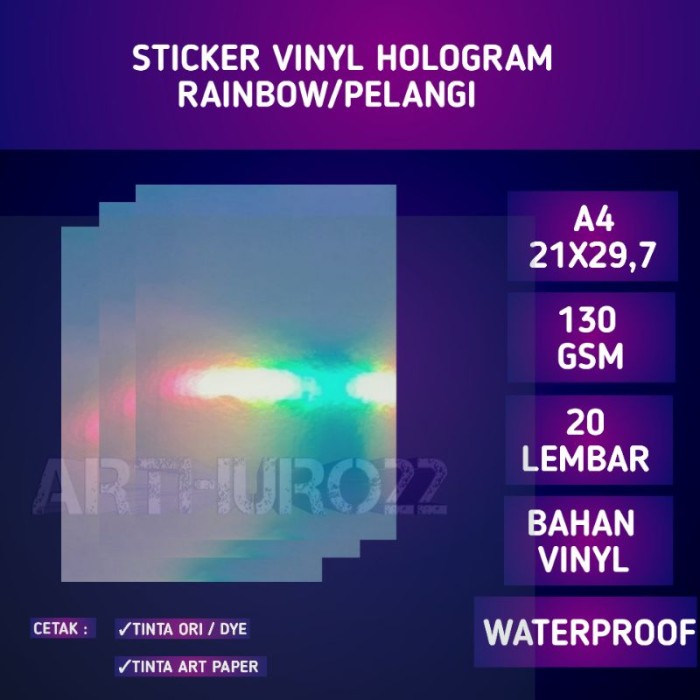 STICKER VINYL HOLOGRAM
RAINBOW/PELANGI
A4
21X29,7
130
GSM
20
LEMBAR
ARTHURO22
BAHAN
VINYL
WATERPROOF
CETAK :
✓TINTA ORI / DYE
✓TINTA ART PAPER